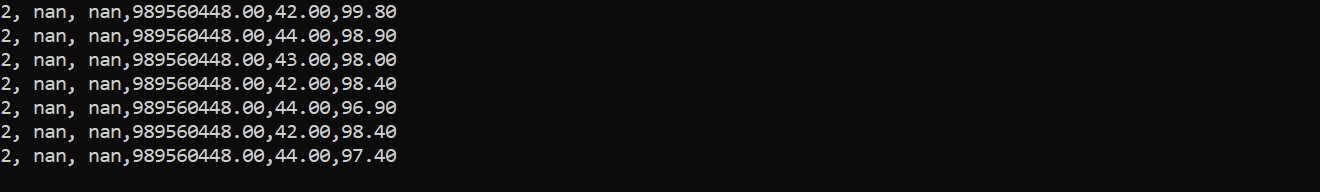 2, nan, nan,989560448.00,42.00,99.80
2, nan, nan,989560448.00,44.00,98.90
2, nan, nan,989560448.00,43.00,98.00
2, nan, nan,989560448.00,42.00,98.40
2, nan, nan,989560448.00,44.00,96.90
2, nan, nan,989560448.00,42.00,98.40
2, nan, nan,989560448.00,44.00,97.40